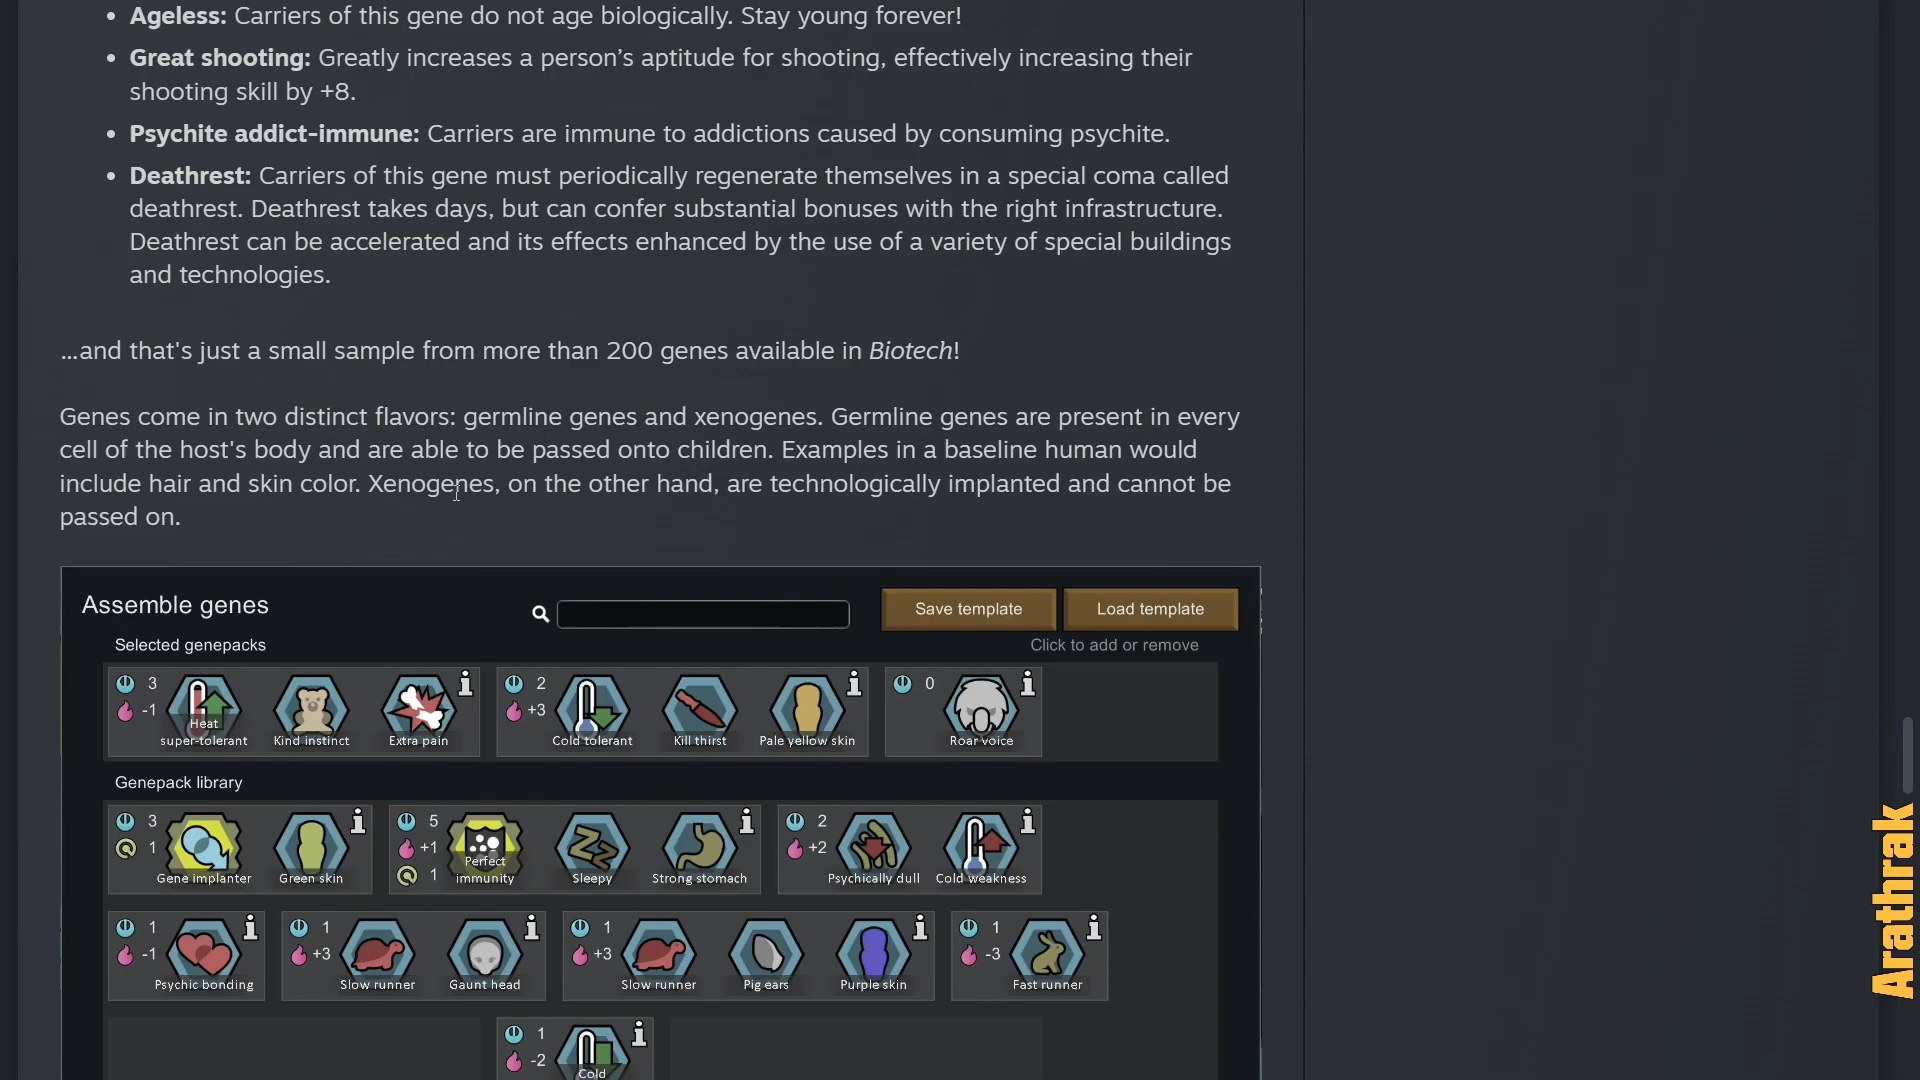 • Ageless: Carriers of this gene do not age biologically. Stay young forever!
• Great shooting: Greatly increases a person’s aptitude for shooting, effectively increasing their
shooting skill by +8.
• Psychite addict-immune: Carriers are immune to addictions caused by consuming psychite.
• Deathrest: Carriers of this gene must periodically regenerate themselves in a special coma called
deathrest. Deathrest takes days, but can confer substantial bonuses with the right infrastructure.
Deathrest can be accelerated and its effects enhanced by the use of a variety of special buildings
and technologies.
...and that's just a small sample from more than 200 genes available in Biotech!
Genes come in two distinct flavors: germline genes and xenogenes. Germline genes are present in every
cell of the host's body and are able to be passed onto children. Examples in a baseline human would
include hair and skin color. Xenogenes, on the other hand, are technologically implanted and cannot be
passed on.
Assemble genes
Save template
Load template
Selected genepacks
Click to add or remove
3
-1
Heat
super-tolerant
Kind instinct
Extra pain
2
+3
Cold tolerant
Kill thirst
Pale yellow skin
0
Roar voice
Genepack library
3
1
Gene implanter
Green skin
5
+1
1
Perfect
immunity
Sleepy
Strong stomach
2
+2
Psychically dull
Cold weakness
1
-1
Psychic bonding
1
+3
Slow runner
Gaunt head
1
+3
Slow runner
Pig ears
Purple skin
1
-3
Fast runner
1
-2
Cold
Arathrak